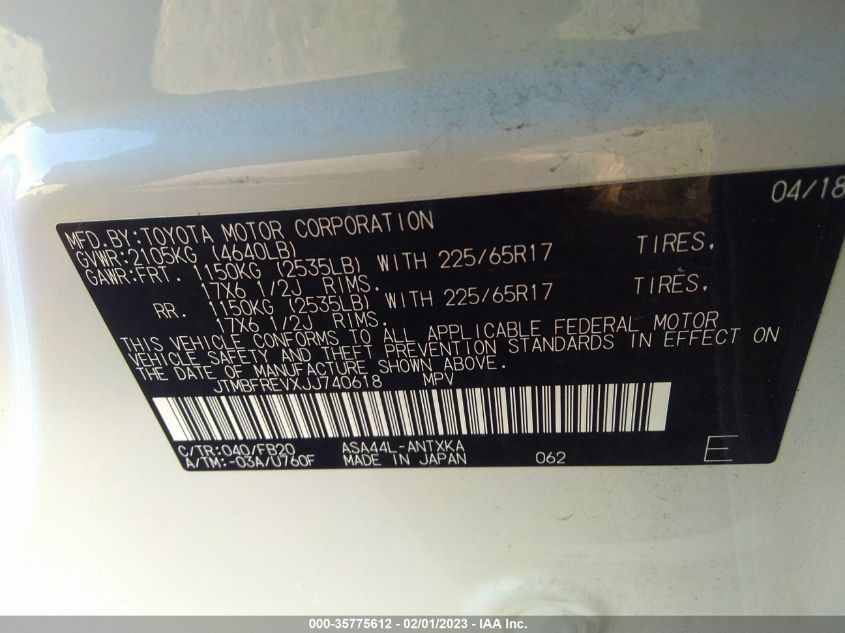 04/18
MFD.BY:TOYOTA MOTOR CORPORATION
GVWR:2105KG (4640LB)
GAWR:FRT. 1150KG (2535LB) WITH 225/65R17 TIRES.
17X6 1/2J RIMS.
RR. 1150KG (2535LB) WITH 225/65R17 TIRES.
17X6 1/2J RIMS.
THIS VEHICLE CONFORMS TO ALL APPLICABLE FEDERAL MOTOR
VEHICLE SAFETY AND THEFT PREVENTION STANDARDS IN EFFECT ON
THE DATE OF MANUFACTURE SHOWN ABOVE.
JTMBFREVXJJ740618 MPV
C/TR:040/FB20 ASA44L-ANTXKA
A/TM:-03A/U760F MADE IN JAPAN 062 E
000-35775612 - 02/01/2023 - © IAA Inc.